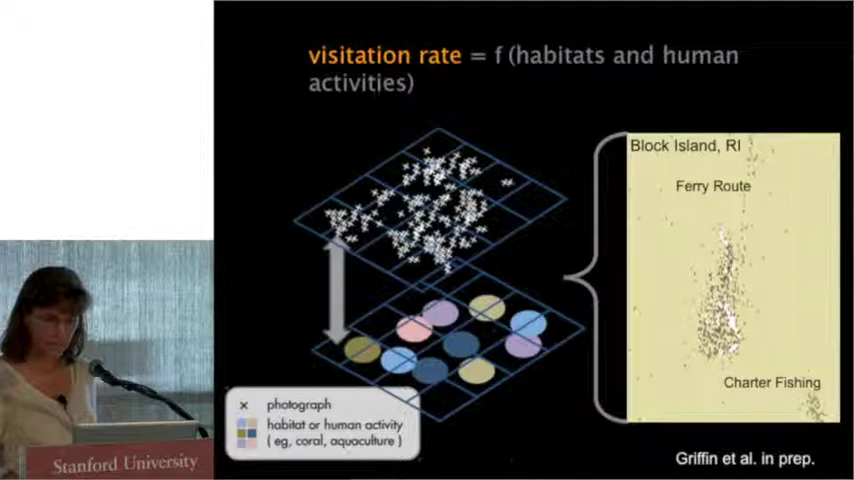 visitation rate = f (habitats and human
activities)
Block Island, RI
Ferry Route
Charter Fishing
× photograph
habitat or human activity
( eg, coral, aquaculture )
Griffin et al. in prep.
Stanford University